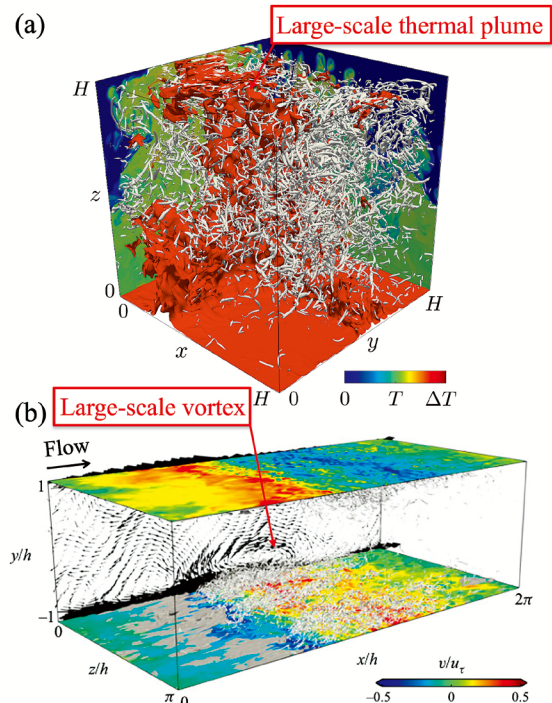 (a)
Large-scale thermal plume
H
z
0
0
x
H
0
y
H
0 T ΔT
(b)
Large-scale vortex
Flow
1
y/h
−1
0
z/h
π
0
x/h
2π
v/uτ
−0.5 0 0.5